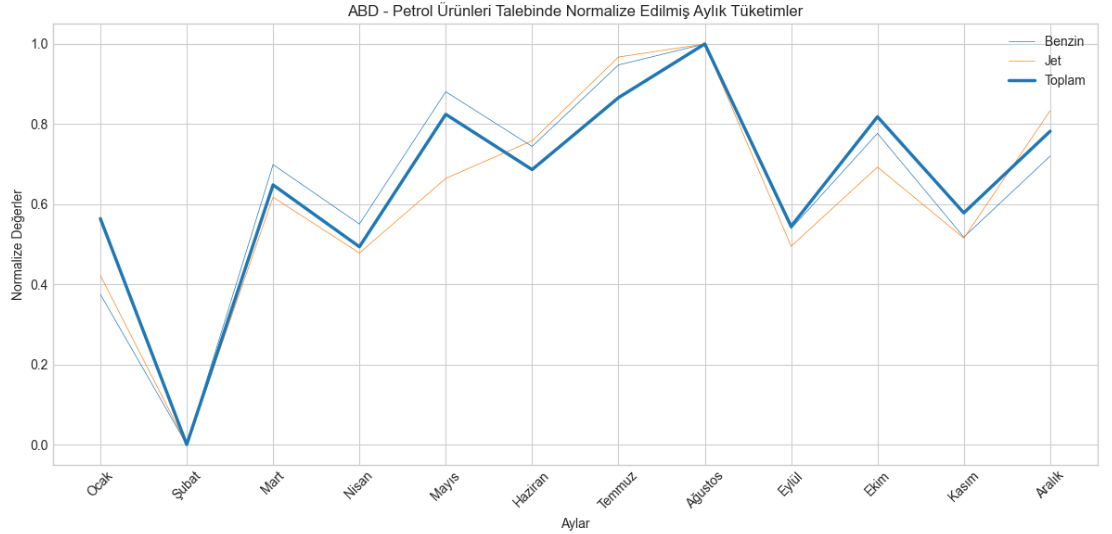 ABD - Petrol Ürünleri Talebinde Normalize Edilmiş Aylık Tüketimler
Benzin
Jet
Toplam
Normalize Değerler
1.0
0.8
0.6
0.4
0.2
0.0
Ocak
Şubat
Mart
Nisan
Mayıs
Haziran
Temmuz
Ağustos
Eylül
Ekim
Kasım
Aralık
Aylar